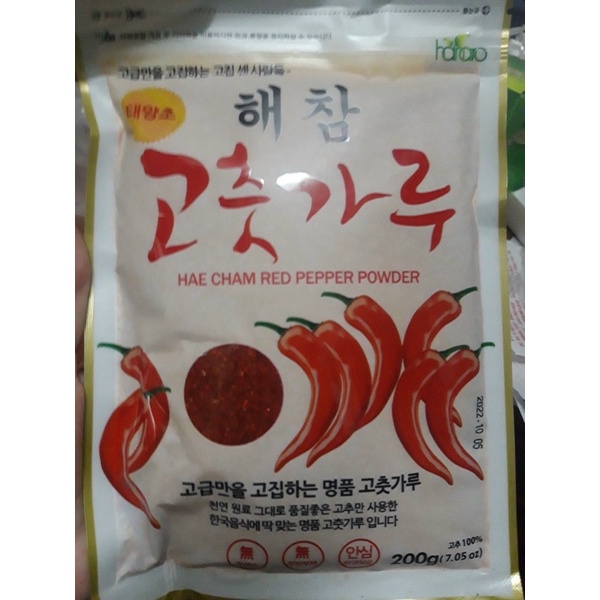 고급만을 고집하는 고집 센 사람들~
태양초
해참
고춧가루
HAE CHAM RED PEPPER POWDER
2022.10.05
고급만을 고집하는 명품 고춧가루
천연 원료 그대로 품질좋은 고추만 사용한
한국음식에 딱 맞는 명품 고춧가루 입니다
無 無 안심
고추 100%
200g(7.05 oz)